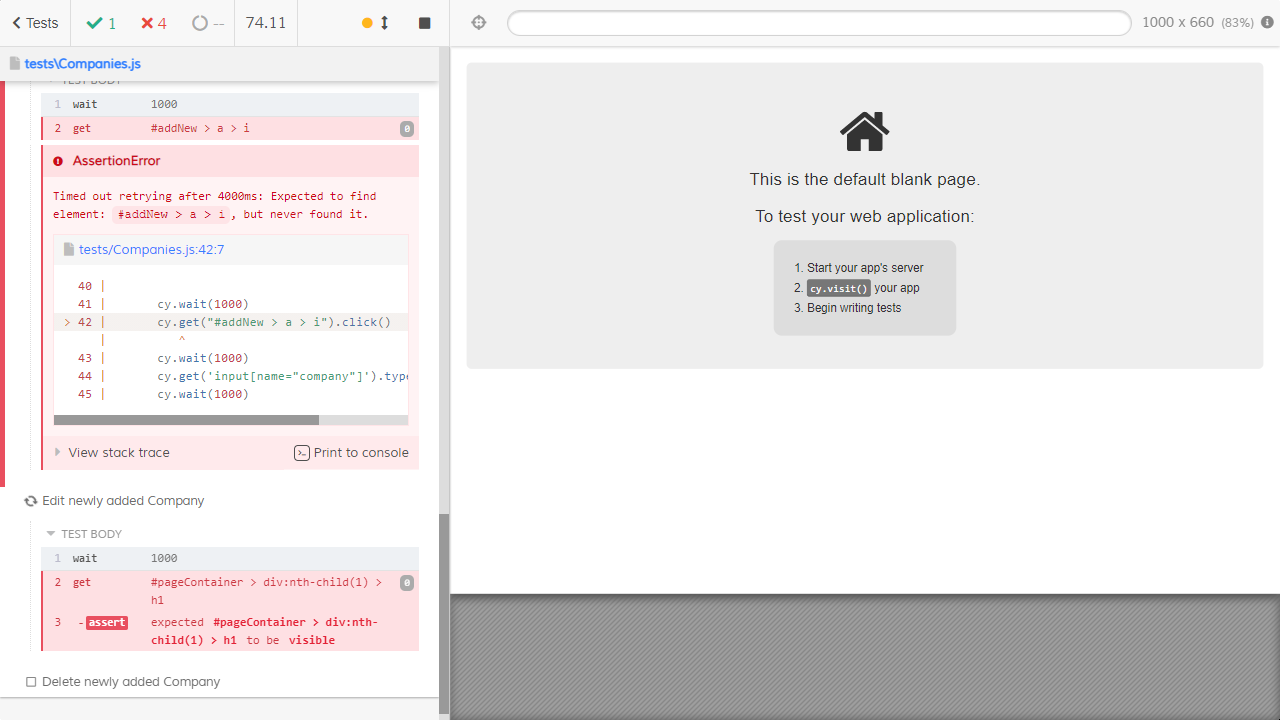 Tests
1
4
--
74.11
1000 x 660 (83%)
tests\Companies.js
TEST BODY
1 wait 1000
2 get #addNew > a > i 0
AssertionError
Timed out retrying after 4000ms: Expected to find
element: #addNew > a > i, but never found it.
tests/Companies.js:42:7
40 |
41 | cy.wait(1000)
> 42 | cy.get("#addNew > a > i").click()
| ^
43 | cy.wait(1000)
44 | cy.get('input[name="company"]').type
45 | cy.wait(1000)
View stack trace
Print to console
Edit newly added Company
TEST BODY
1 wait 1000
2 get #pageContainer > div:nth-child(1) > 0
h1
3 -assert expected #pageContainer > div:nth-
child(1) > h1 to be visible
Delete newly added Company
This is the default blank page.
To test your web application:
1. Start your app's server
2. cy.visit() your app
3. Begin writing tests